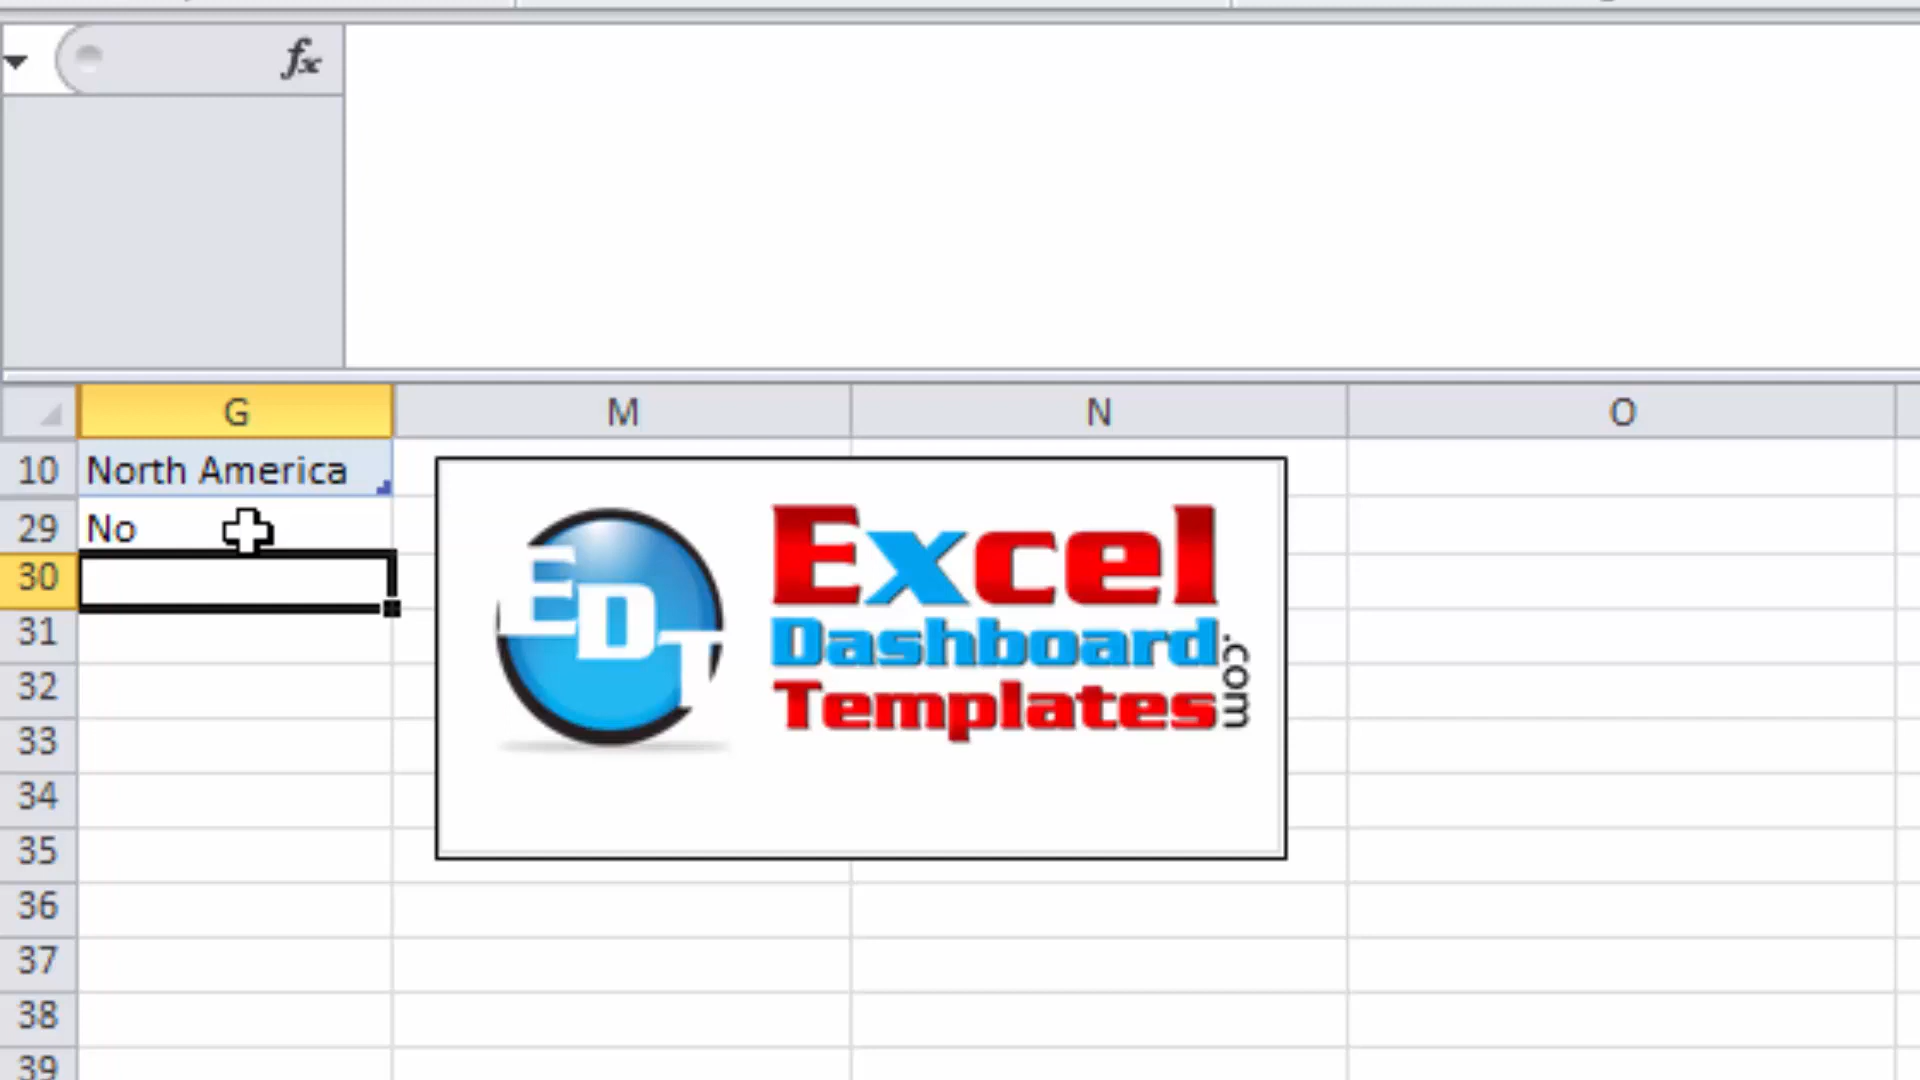 fx
G M N O
10 North America
29 No
30
31
32
33
34
35
36
37
38
39
EDT
Excel
Dashboard
Templates
.com